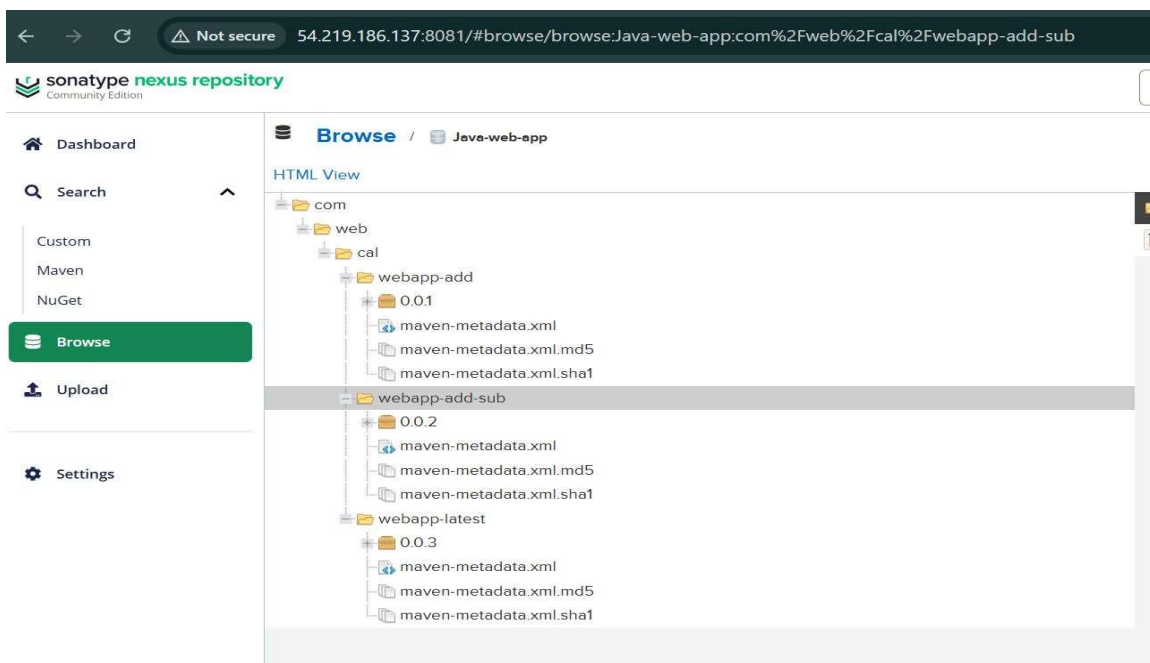 Not secure 54.219.186.137:8081/#browse/browse:Java-web-app:com%2Fweb%2Fcal%2Fwebapp-add-sub
sonatype nexus repository
Community Edition
Dashboard
Search
Custom
Maven
NuGet
Browse
Upload
Settings
Browse / Java-web-app
HTML View
com
web
cal
webapp-add
0.0.1
maven-metadata.xml
maven-metadata.xml.md5
maven-metadata.xml.sha1
webapp-add-sub
0.0.2
maven-metadata.xml
maven-metadata.xml.md5
maven-metadata.xml.sha1
webapp-latest
0.0.3
maven-metadata.xml
maven-metadata.xml.md5
maven-metadata.xml.sha1